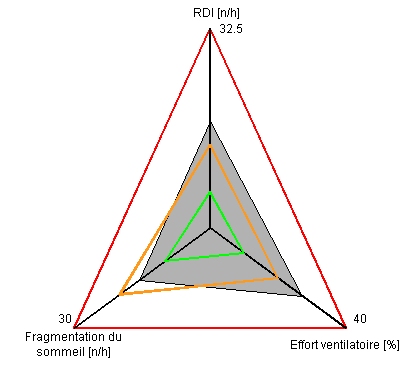 RDI [n/h]
32.5
30
40
Fragmentation du
sommeil [n/h]
Effort ventilatoire [%]